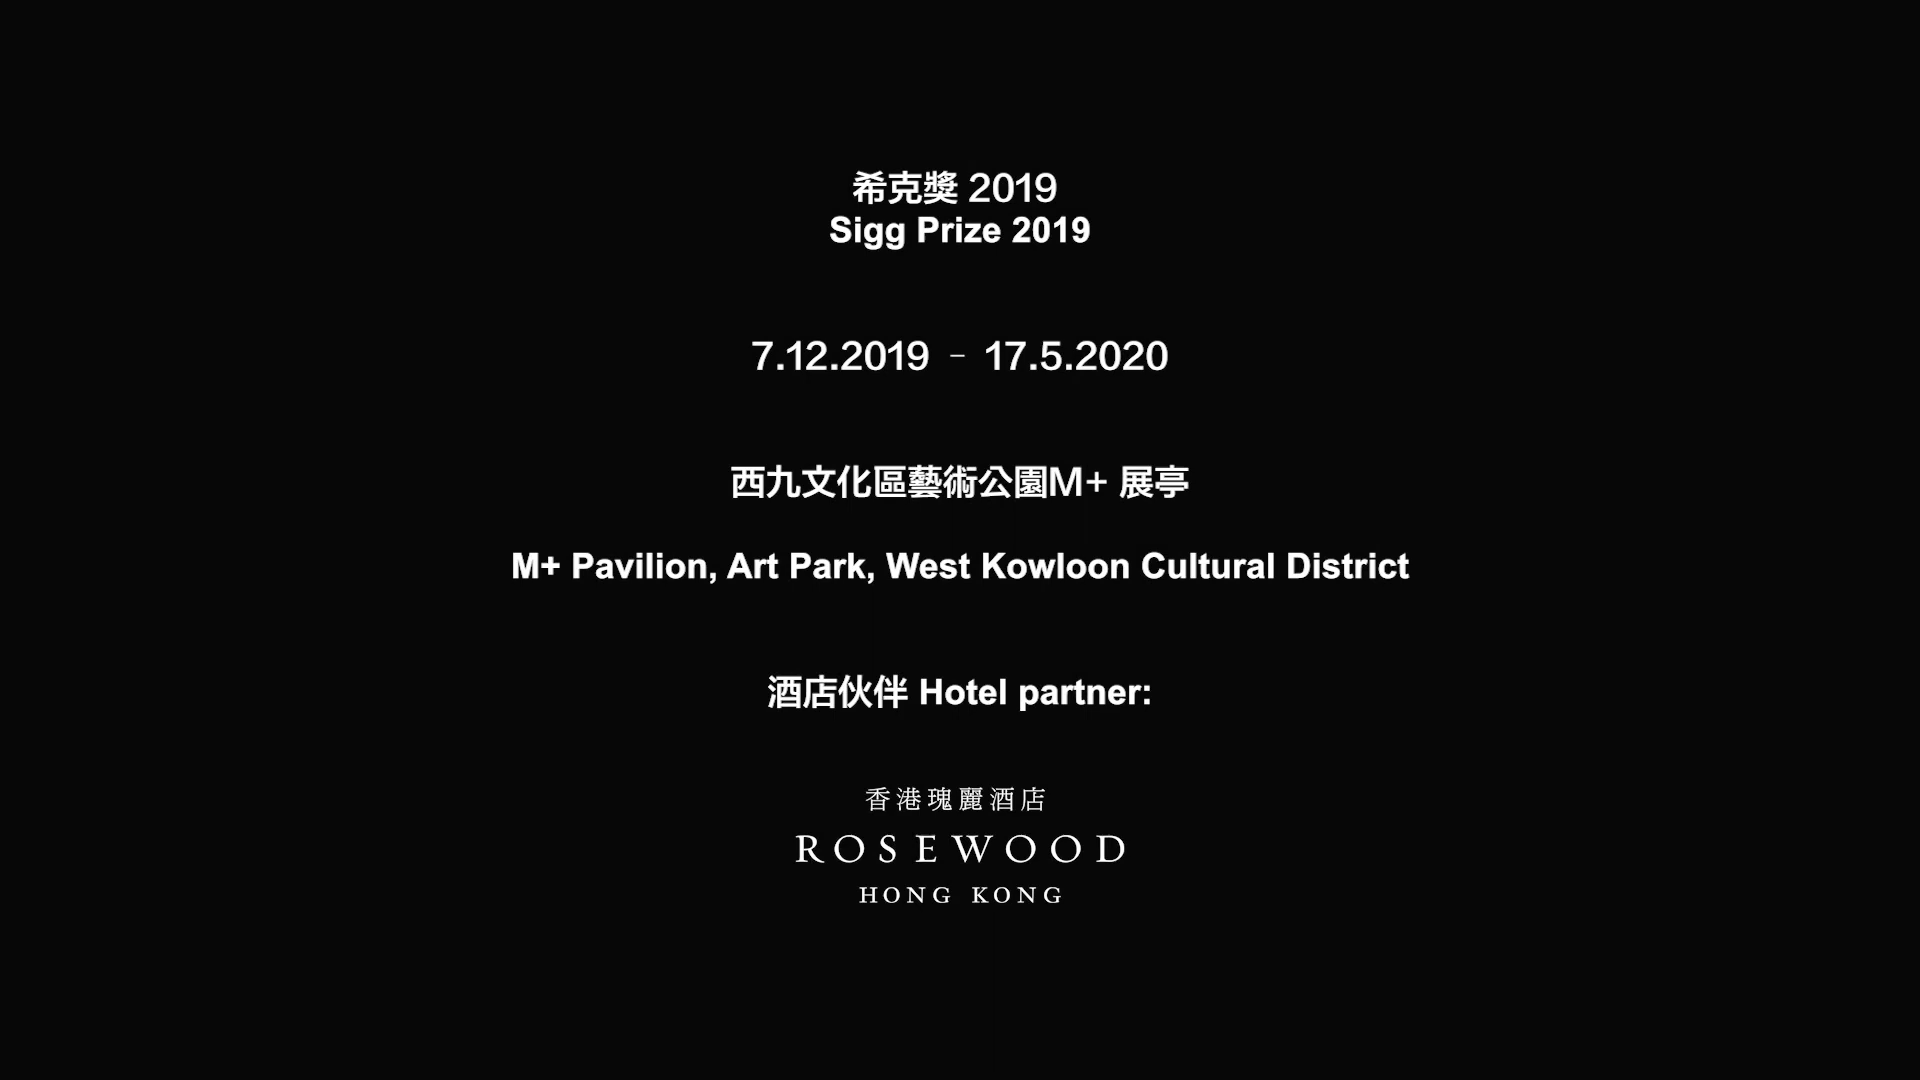 希克獎 2019
Sigg Prize 2019
7.12.2019 – 17.5.2020
西九文化區藝術公園M+ 展亭
M+ Pavilion, Art Park, West Kowloon Cultural District
酒店伙伴 Hotel partner:
香港瑰麗酒店
ROSEWOOD
HONG KONG